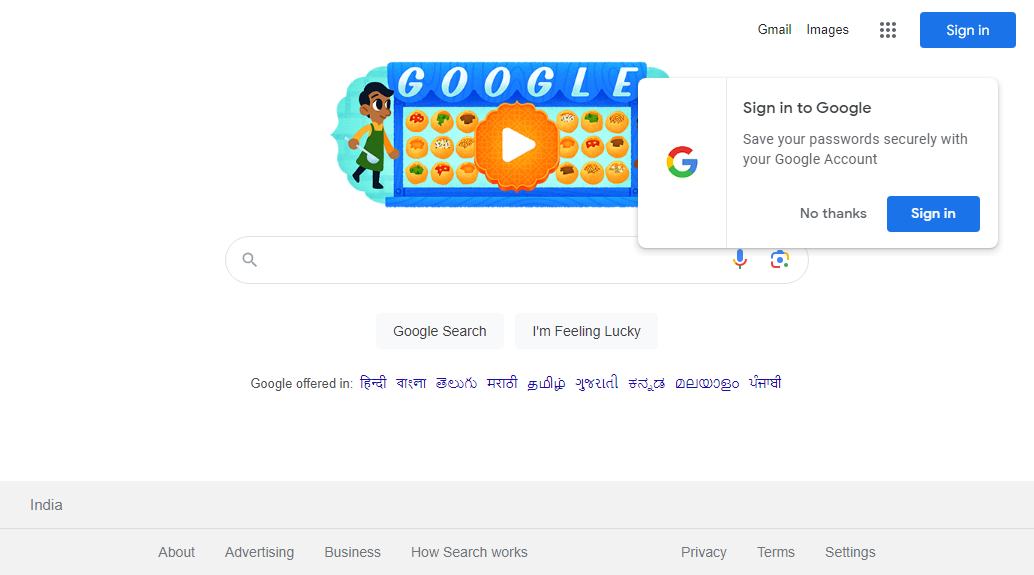 Gmail Images Sign in
GOOGLE
Sign in to Google
Save your passwords securely with
your Google Account
No thanks Sign in
Google Search I'm Feeling Lucky
Google offered in: हिन्दी বাংলা తెలుగు मराठी தமிழ் ગુજરાતી ಕನ್ನಡ മലയാളം ਪੰਜਾਬੀ
India
About Advertising Business How Search works Privacy Terms Settings